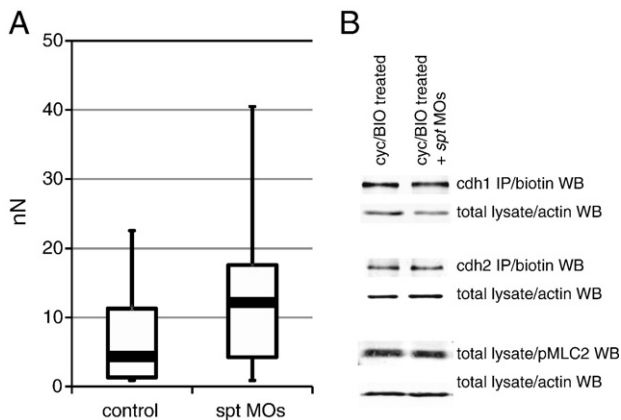 A
50
40
30
20
10
0
nN
control
spt MOs
B
cyc/BIO treated
cyc/BIO treated
+ spt MOs
cdh1 IP/biotin WB
total lysate/actin WB
cdh2 IP/biotin WB
total lysate/actin WB
total lysate/pMLC2 WB
total lysate/actin WB